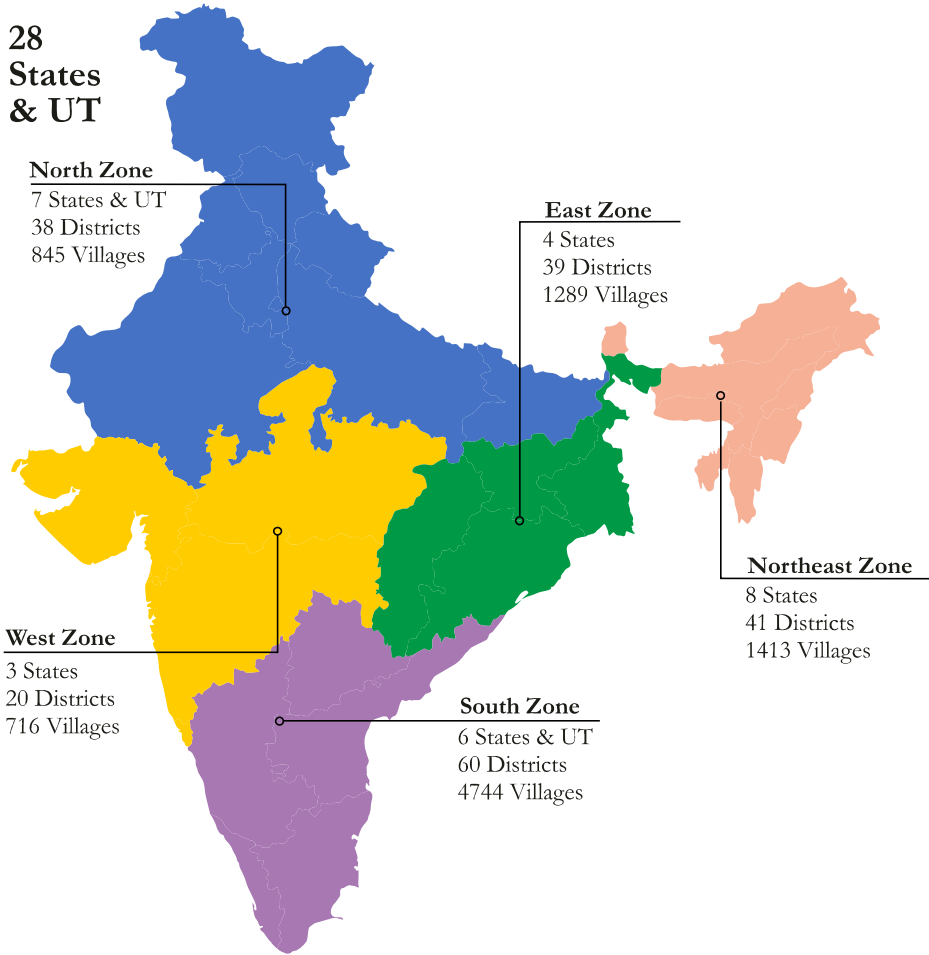 28
States
& UT
North Zone
7 States & UT
38 Districts
845 Villages
East Zone
4 States
39 Districts
1289 Villages
Northeast Zone
8 States
41 Districts
1413 Villages
West Zone
3 States
20 Districts
716 Villages
South Zone
6 States & UT
60 Districts
4744 Villages